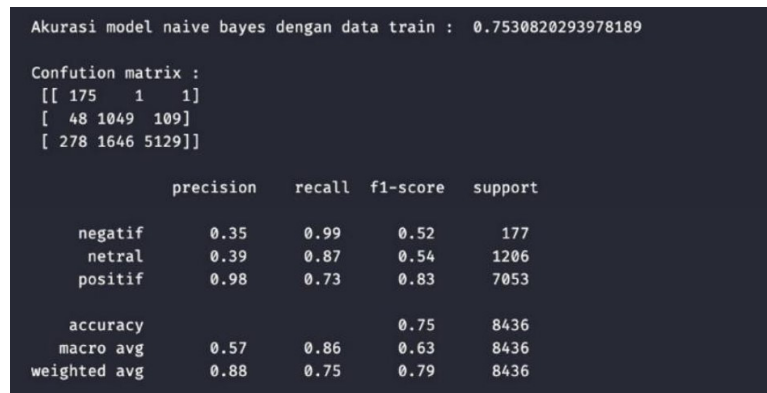 Akurasi model naive bayes dengan data train :  0.7530820293978189
Confution matrix :
[[ 175    1    1]
[  48 1049  109]
[ 278 1646 5129]]
precision    recall  f1-score   support
negatif       0.35      0.99      0.52       177
netral       0.39      0.87      0.54      1206
positif       0.98      0.73      0.83      7053
accuracy                           0.75      8436
macro avg       0.57      0.86      0.63      8436
weighted avg       0.88      0.75      0.79      8436